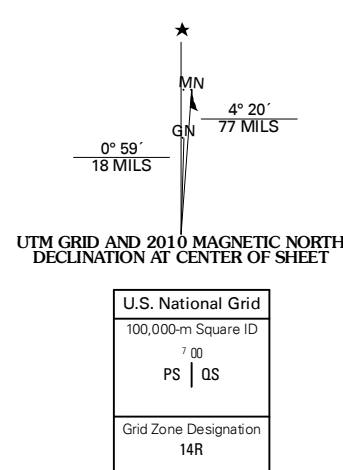 ★
MN
4° 20´
77 MILS
GN
0° 59´
18 MILS
UTM GRID AND 2010 MAGNETIC NORTH
DECLINATION AT CENTER OF SHEET
U.S. National Grid
100,000-m Square ID
7 00
PS | QS
Grid Zone Designation
14R